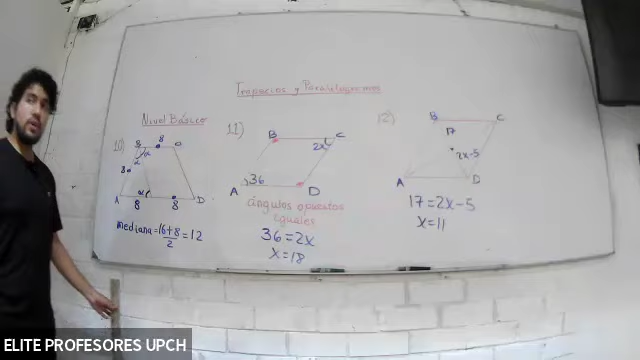 Trapecios y Paralelogramos
Nivel Básico
10)
B
8
C
α
α
8
α
A
8
8
D
mediana = 16+8/2 = 12
11)
B
C
2x
36
A
D
ángulos opuestos
iguales
36 = 2x
x = 18
12)
B
C
17
2x-5
A
D
17 = 2x - 5
x = 11
ELITE PROFESORES UPCH